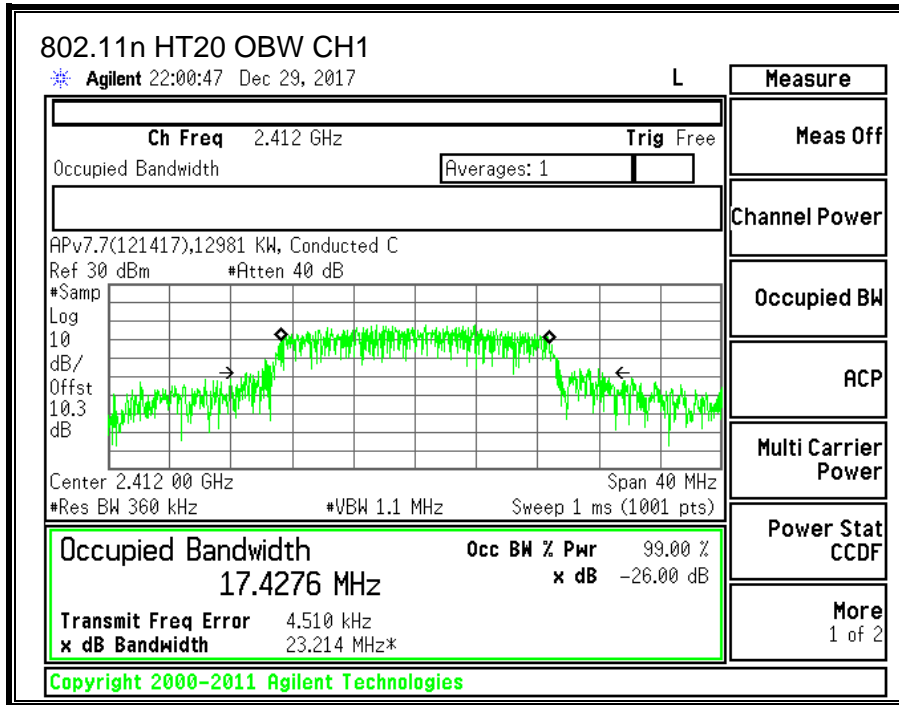 802.11n HT20 OBW CH1
Agilent 22:00:47 Dec 29, 2017 L
Measure
Ch Freq 2.412 GHz Trig Free
Meas Off
Occupied Bandwidth Averages: 1
Channel Power
APv7.7(121417),12981 KW, Conducted C
Ref 30 dBm #Atten 40 dB
#Samp
Log
10
dB/
Offst
10.3
dB
Occupied BW
ACP
Multi Carrier
Power
Center 2.412 00 GHz Span 40 MHz
#Res BW 360 kHz #VBW 1.1 MHz Sweep 1 ms (1001 pts)
Power Stat
CCDF
Occupied Bandwidth Occ BW % Pwr 99.00 %
17.4276 MHz x dB -26.00 dB
Transmit Freq Error 4.510 kHz
x dB Bandwidth 23.214 MHz*
More
1 of 2
Copyright 2000-2011 Agilent Technologies